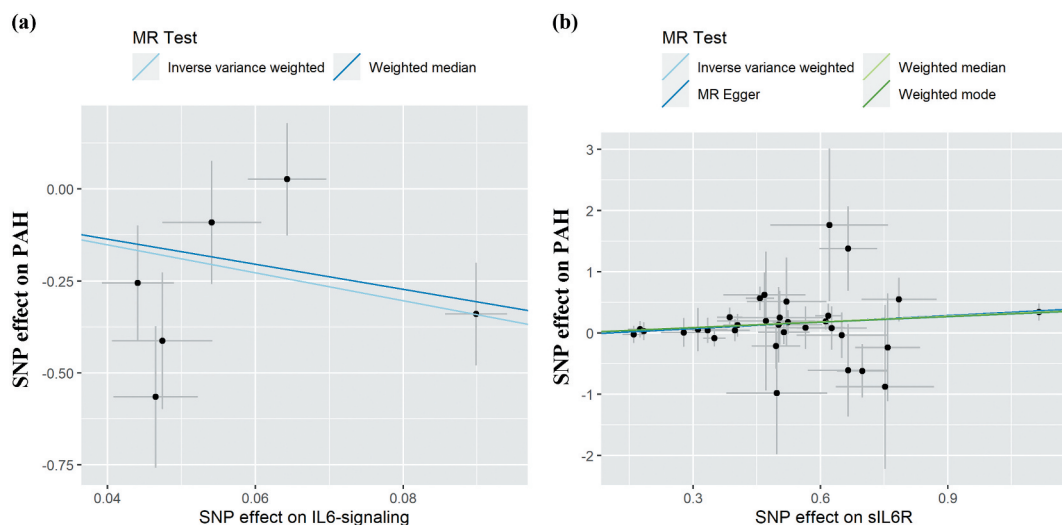 (a)
MR Test
Inverse variance weighted
Weighted median
SNP effect on PAH
0.00
-0.25
-0.50
-0.75
0.04
0.06
0.08
SNP effect on IL6-signaling
(b)
MR Test
Inverse variance weighted
Weighted median
MR Egger
Weighted mode
SNP effect on PAH
3
2
1
0
-1
-2
0.3
0.6
0.9
SNP effect on sIL6R